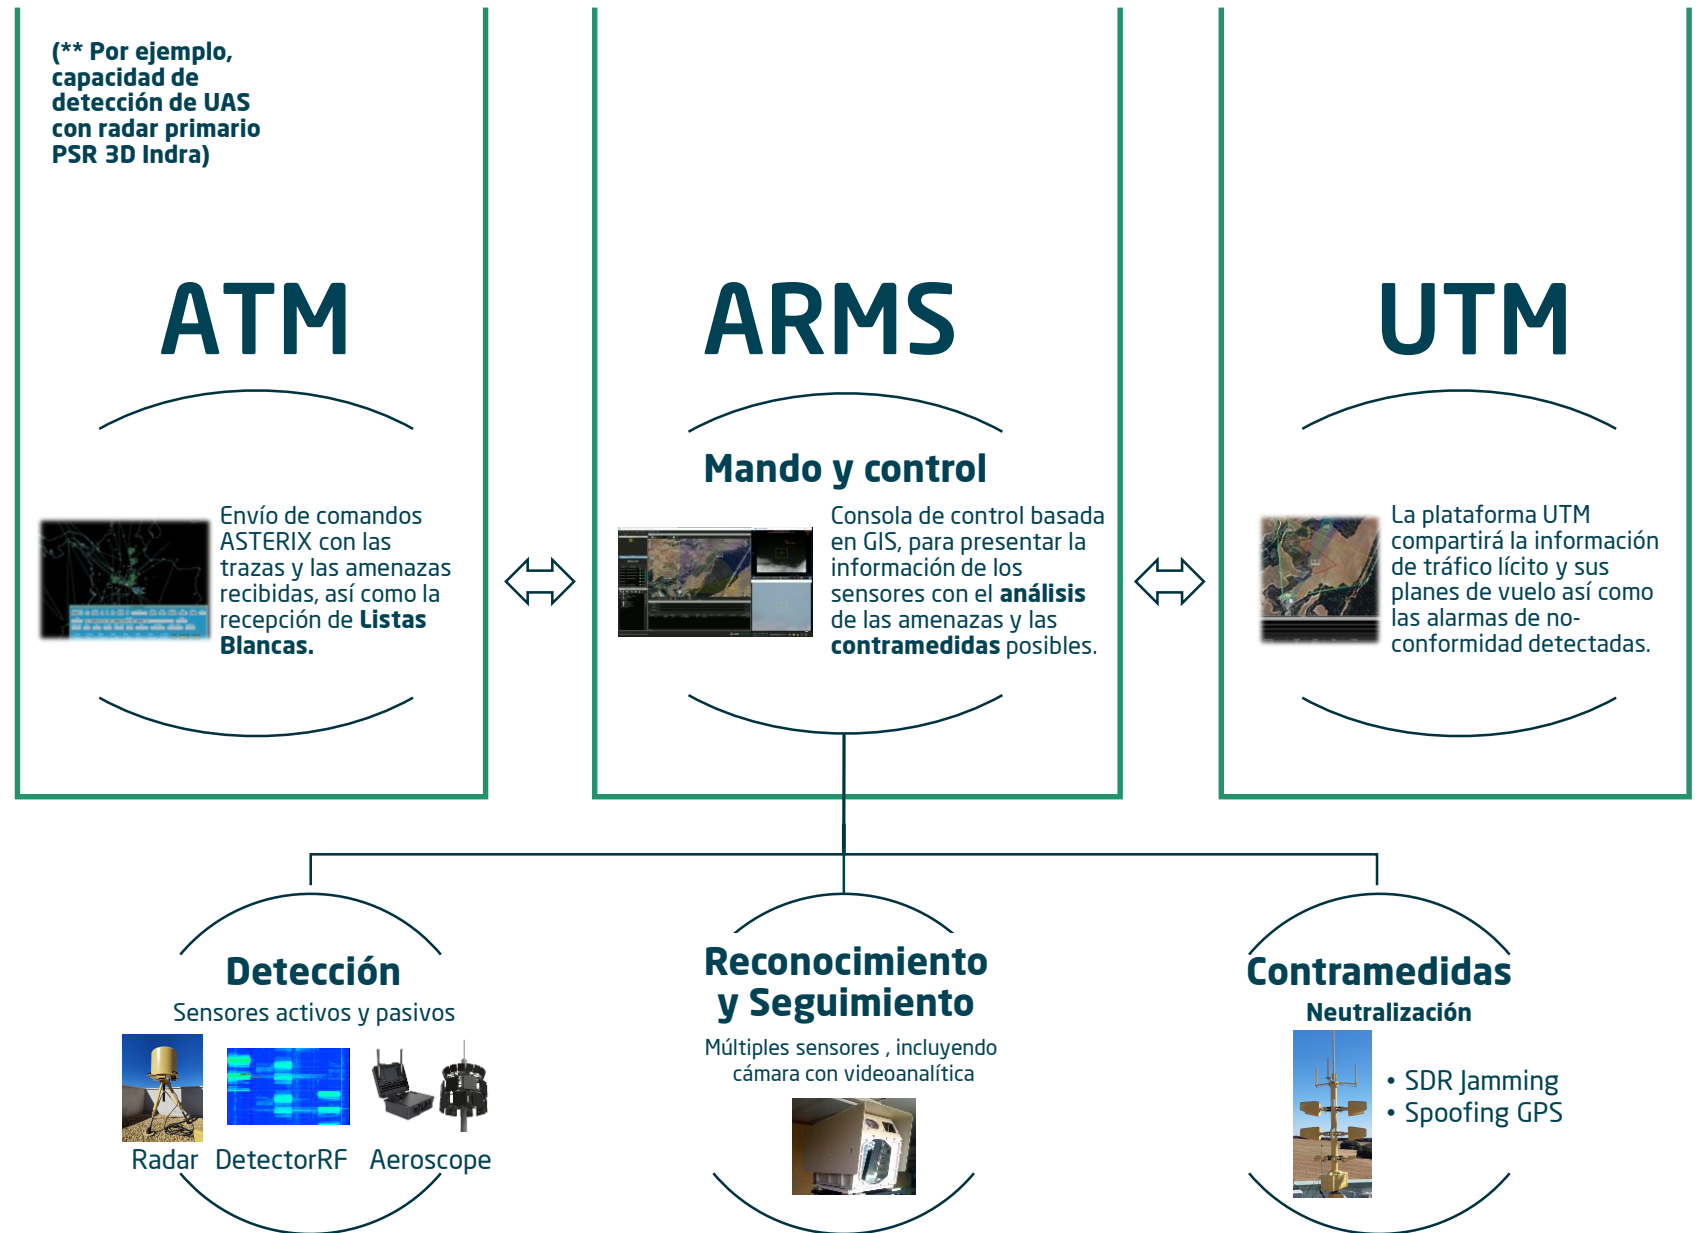 (** Por ejemplo,
capacidad de
detección de UAS
con radar primario
PSR 3D Indra)
ATM
Envío de comandos
ASTERIX con las
trazas y las amenazas
recibidas, así como la
recepción de Listas
Blancas.
ARMS
Mando y control
Consola de control basada
en GIS, para presentar la
información de los
sensores con el análisis
de las amenazas y las
contramedidas posibles.
UTM
La plataforma UTM
compartirá la información
de tráfico lícito y sus
planes de vuelo así como
las alarmas de no-
conformidad detectadas.
Detección
Sensores activos y pasivos
Radar DetectorRF Aeroscope
Reconocimiento
y Seguimiento
Múltiples sensores , incluyendo
cámara con videoanalítica
Contramedidas
Neutralización
• SDR Jamming
• Spoofing GPS